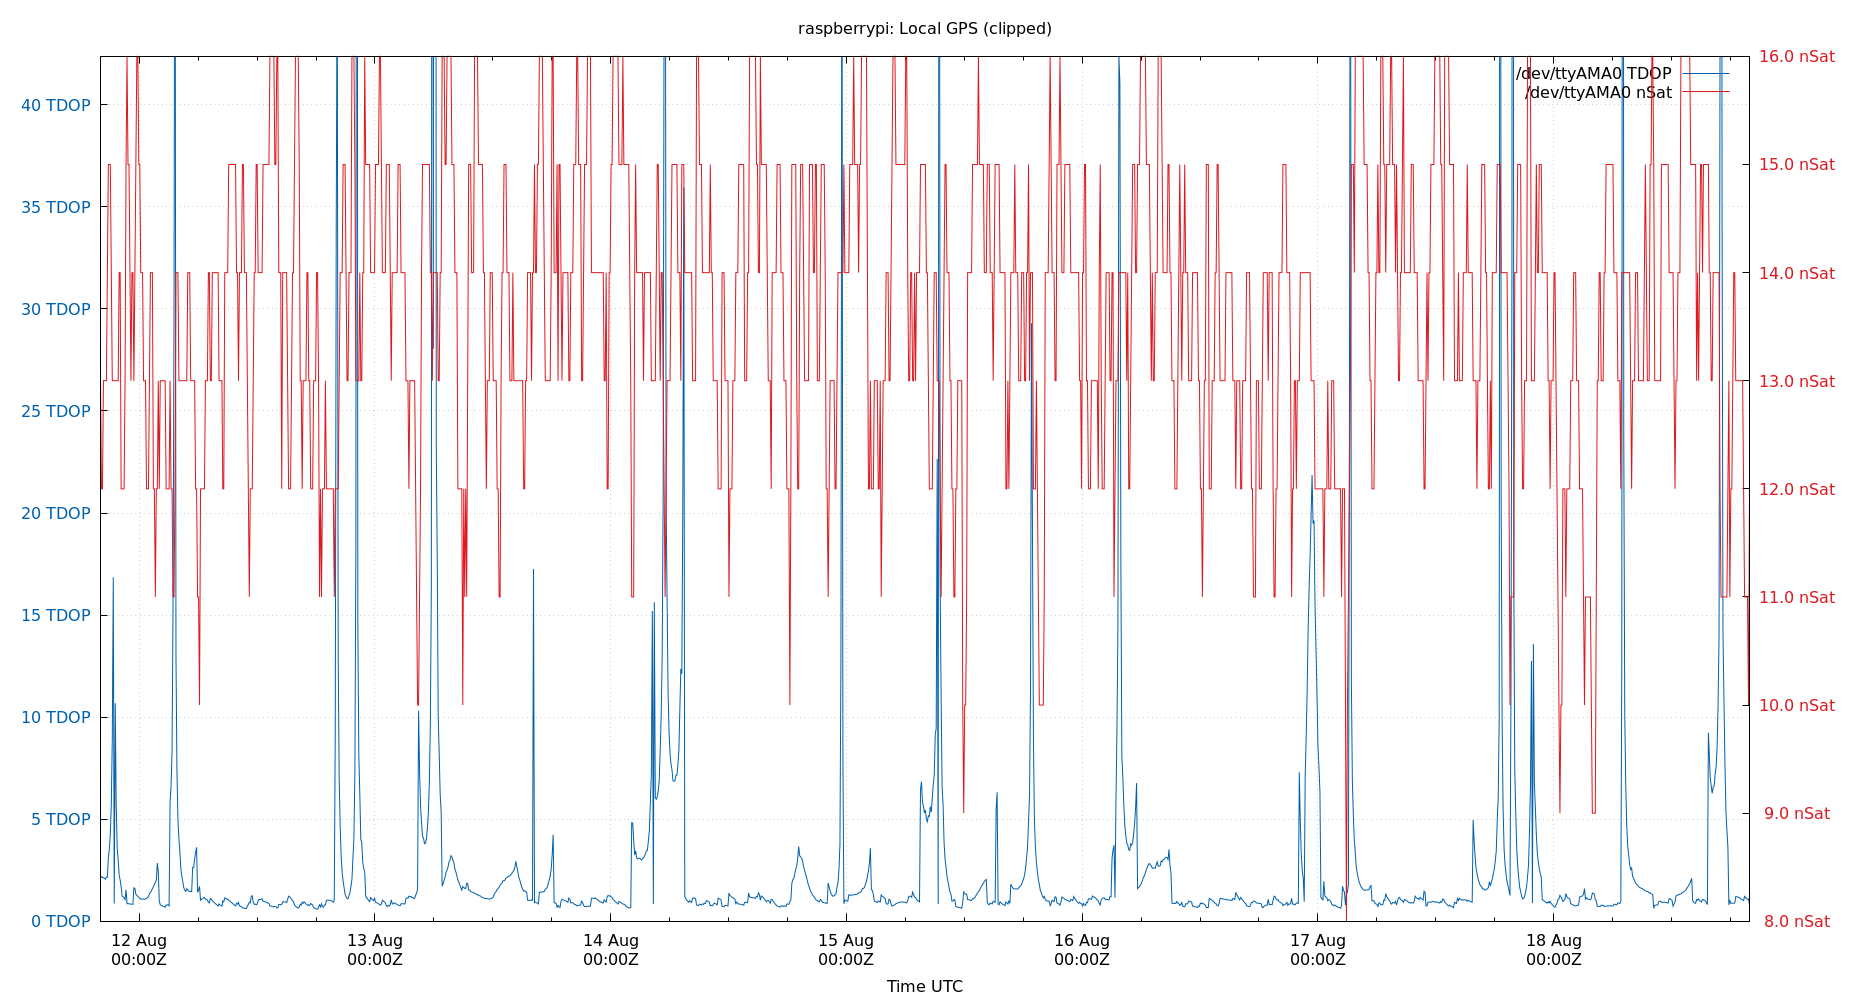 raspberrypi: Local GPS (clipped)
16.0 nSat
/dev/ttyAMA0 TDOP
/dev/ttyAMA0 nSat
40 TDOP
15.0 nSat
35 TDOP
14.0 nSat
30 TDOP
13.0 nSat
25 TDOP
12.0 nSat
20 TDOP
11.0 nSat
15 TDOP
10.0 nSat
10 TDOP
9.0 nSat
5 TDOP
8.0 nSat
0 TDOP
12 Aug 13 Aug 14 Aug 15 Aug 16 Aug 17 Aug 18 Aug
00:00Z 00:00Z 00:00Z 00:00Z 00:00Z 00:00Z 00:00Z
Time UTC